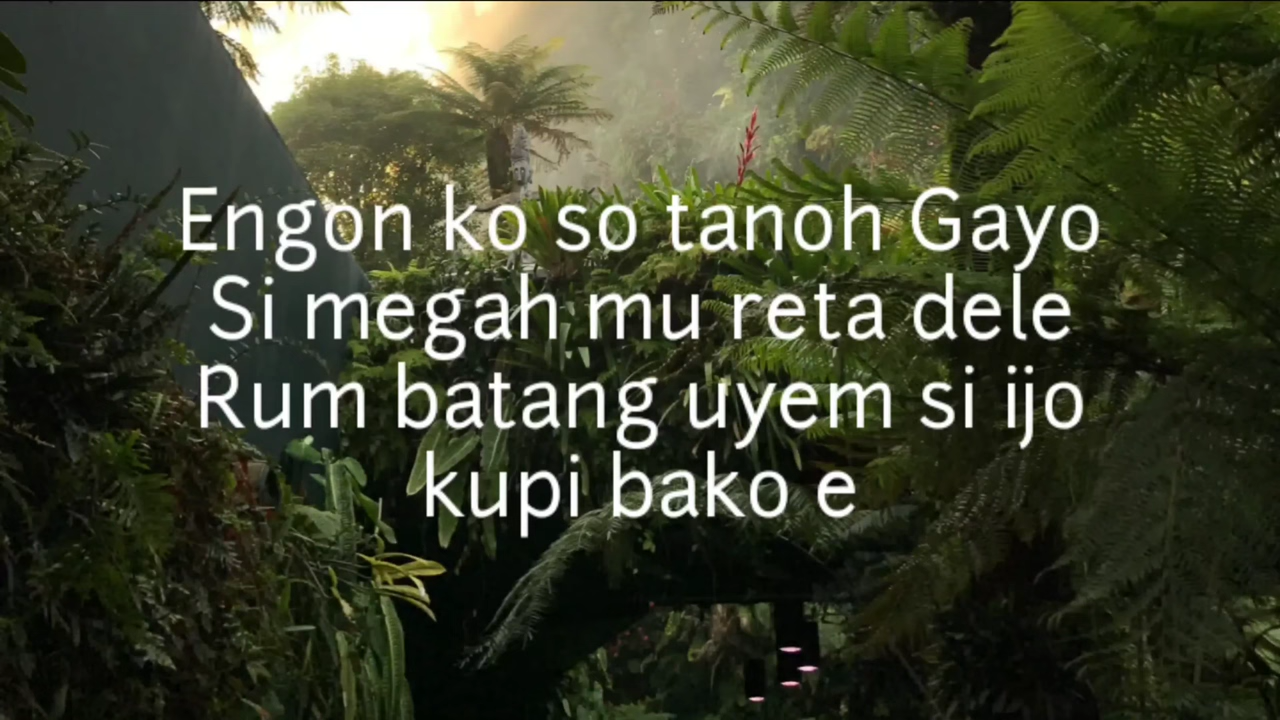 Engon ko so tanoh Gayo
Si megah mu reta dele
Rum batang uyem si ijo
kupi bako e